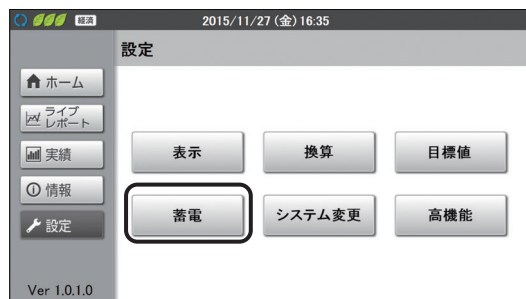 経済
2015/11/27(金)16:35
設定
ホーム
ライブ
レポート
実績
情報
設定
表示
換算
目標値
蓄電
システム変更
高機能
Ver 1.0.1.0